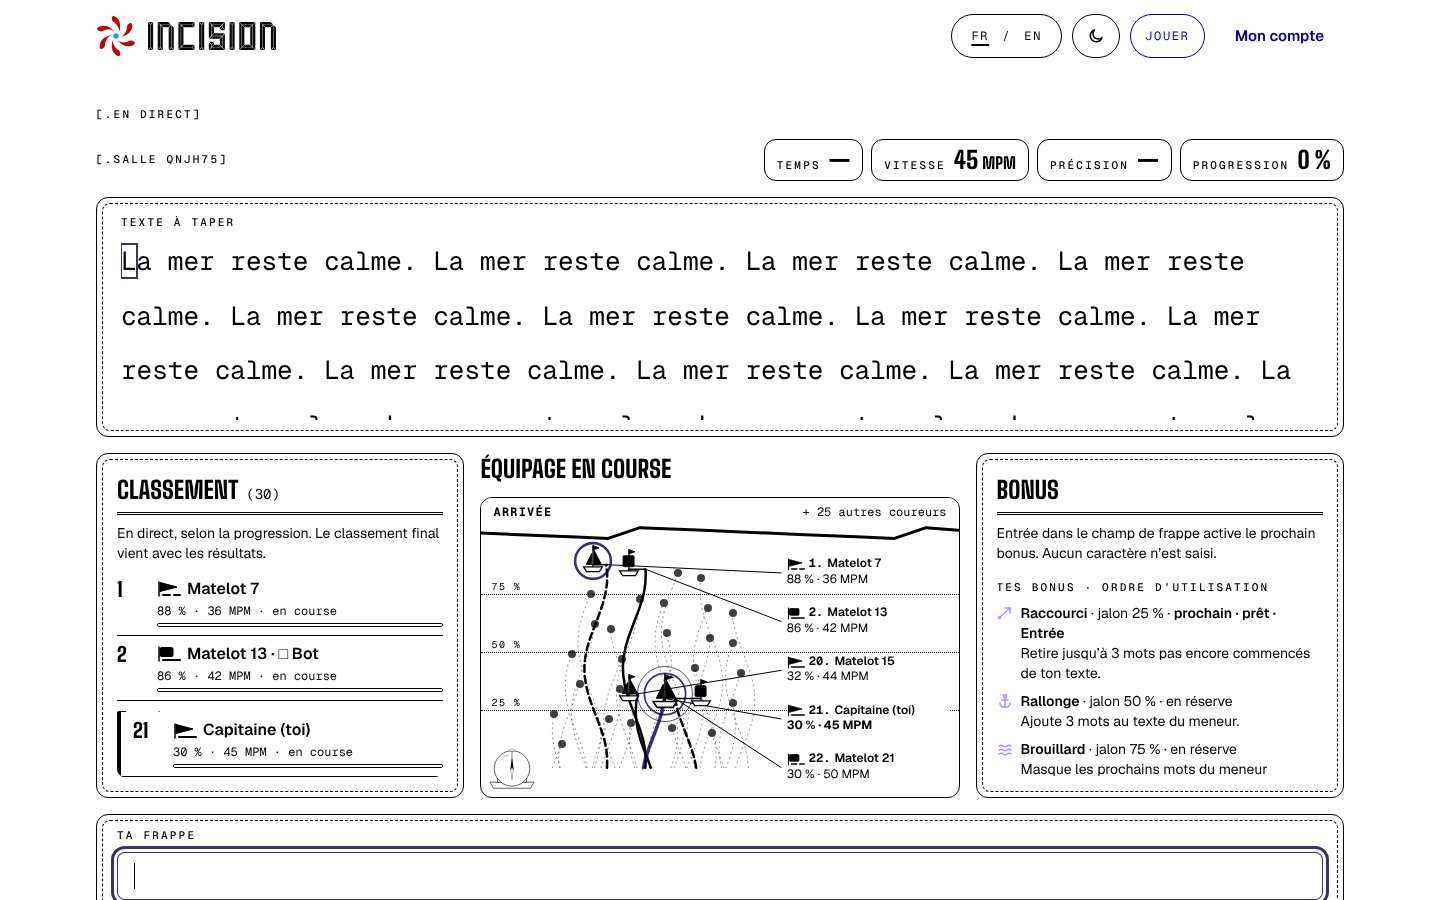 INCISION
FR / EN
JOUER
Mon compte
[.EN DIRECT]
[.SALLE QNJH75]
TEMPS —
VITESSE 45 MPM
PRÉCISION —
PROGRESSION 0 %
TEXTE À TAPER
La mer reste calme. La mer reste calme. La mer reste calme. La mer reste
calme. La mer reste calme. La mer reste calme. La mer reste calme. La mer
reste calme. La mer reste calme. La mer reste calme. La mer reste calme. La
CLASSEMENT (30)
En direct, selon la progression. Le classement final
vient avec les résultats.
1 Matelot 7
88 % · 36 MPM · en course
2 Matelot 13 · □ Bot
86 % · 42 MPM · en course
21 Capitaine (toi)
30 % · 45 MPM · en course
ÉQUIPAGE EN COURSE
ARRIVÉE
+ 25 autres coureurs
75 %
50 %
25 %
1. Matelot 7
88 % · 36 MPM
2. Matelot 13
86 % · 42 MPM
20. Matelot 15
32 % · 44 MPM
21. Capitaine (toi)
30 % · 45 MPM
22. Matelot 21
30 % · 50 MPM
BONUS
Entrée dans le champ de frappe active le prochain
bonus. Aucun caractère n’est saisi.
TES BONUS · ORDRE D’UTILISATION
Raccourci · jalon 25 % · prochain · prêt ·
Entrée
Retire jusqu’à 3 mots pas encore commencés
de ton texte.
Rallonge · jalon 50 % · en réserve
Ajoute 3 mots au texte du meneur.
Brouillard · jalon 75 % · en réserve
Masque les prochains mots du meneur
TA FRAPPE